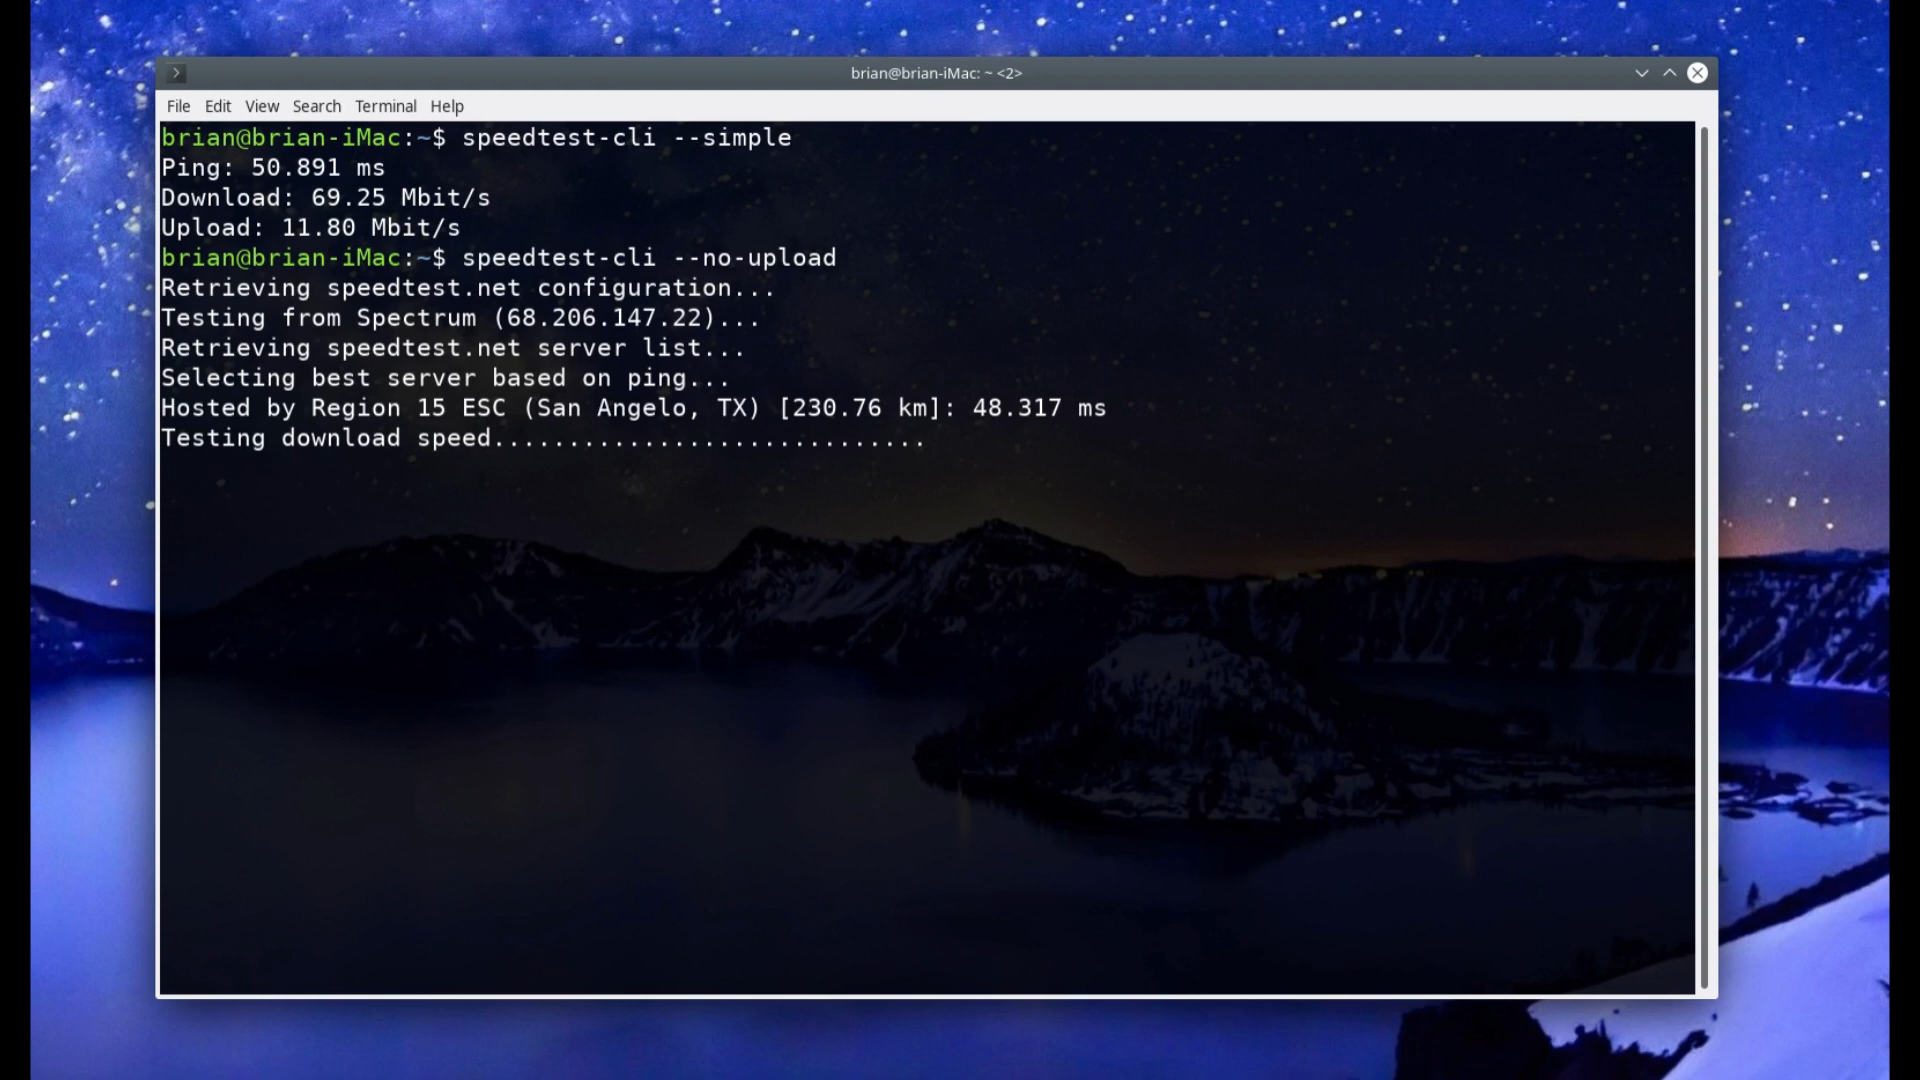 brian@brian-iMac: ~ <2>
File Edit View Search Terminal Help
brian@brian-iMac:~$ speedtest-cli --simple
Ping: 50.891 ms
Download: 69.25 Mbit/s
Upload: 11.80 Mbit/s
brian@brian-iMac:~$ speedtest-cli --no-upload
Retrieving speedtest.net configuration...
Testing from Spectrum (68.206.147.22)...
Retrieving speedtest.net server list...
Selecting best server based on ping...
Hosted by Region 15 ESC (San Angelo, TX) [230.76 km]: 48.317 ms
Testing download speed.............................